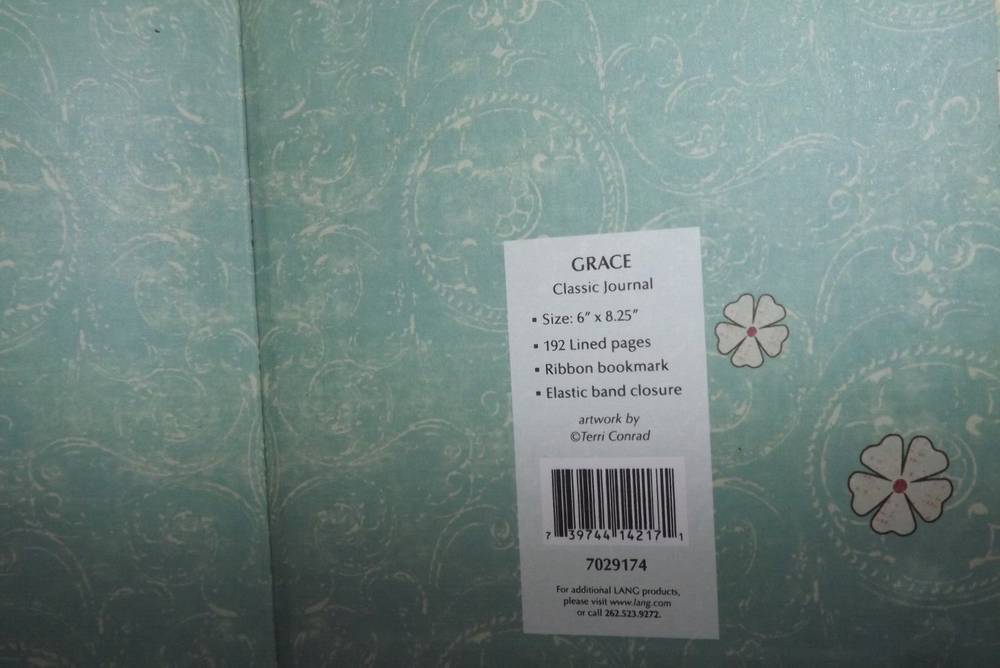 GRACE
Classic Journal
▪ Size: 6" x 8.25"
▪ 192 Lined pages
▪ Ribbon bookmark
▪ Elastic band closure
artwork by
©Terri Conrad
7 39744 14217 1
7029174
For additional LANG products,
please visit www.lang.com
or call 262.523.9272.